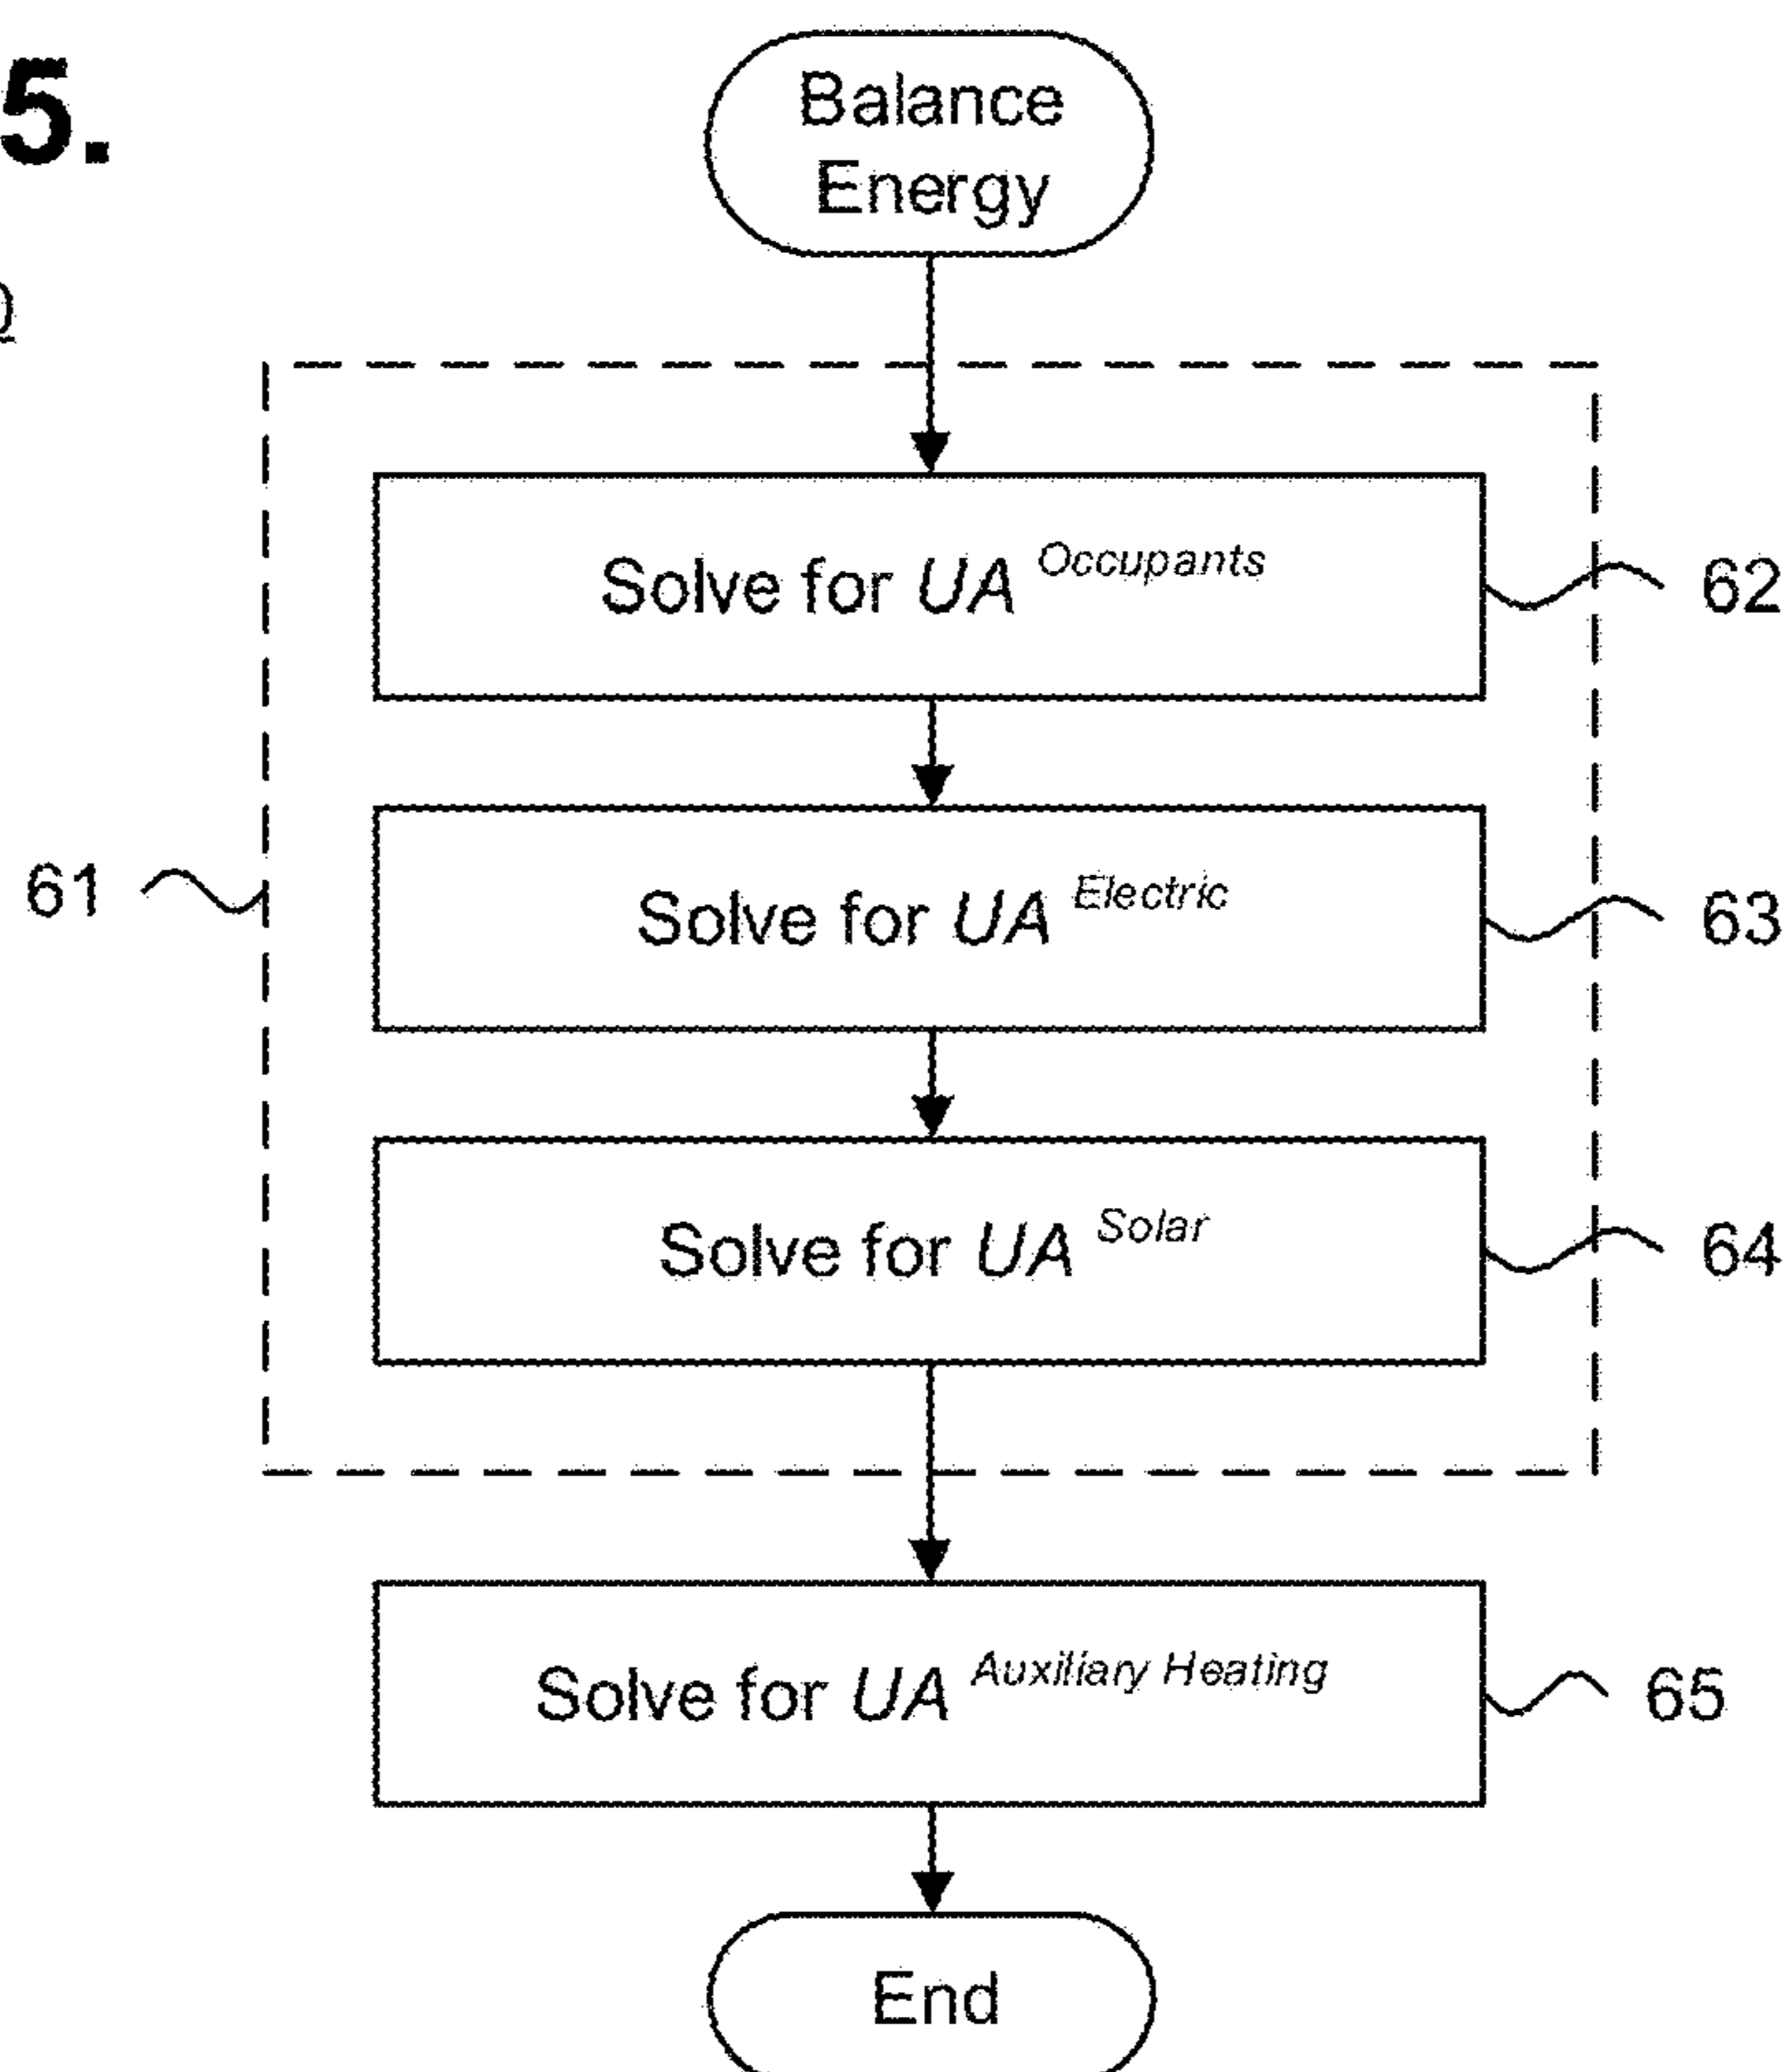 5.
Balance
Energy
Solve for UA Occupants
62
Solve for UA Electric
61
63
Solve for UA Solar
64
Solve for UA Auxiliary Heating
65
End